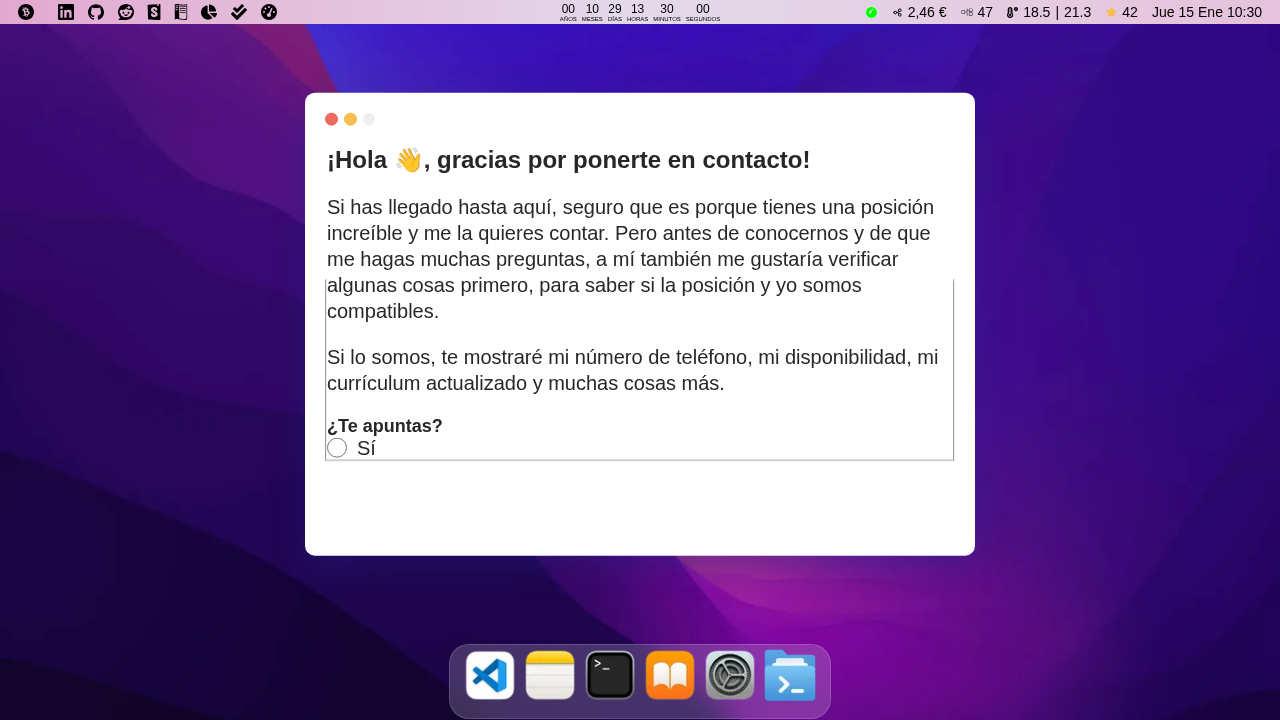 00 10 29 13 30 00
AÑOS MESES DÍAS HORAS MINUTOS SEGUNDOS
2,46 € 47 18.5 | 21.3 42 Jue 15 Ene 10:30
¡Hola 👋, gracias por ponerte en contacto!
Si has llegado hasta aquí, seguro que es porque tienes una posición
increíble y me la quieres contar. Pero antes de conocernos y de que
me hagas muchas preguntas, a mí también me gustaría verificar
algunas cosas primero, para saber si la posición y yo somos
compatibles.
Si lo somos, te mostraré mi número de teléfono, mi disponibilidad, mi
currículum actualizado y muchas cosas más.
¿Te apuntas?
Sí